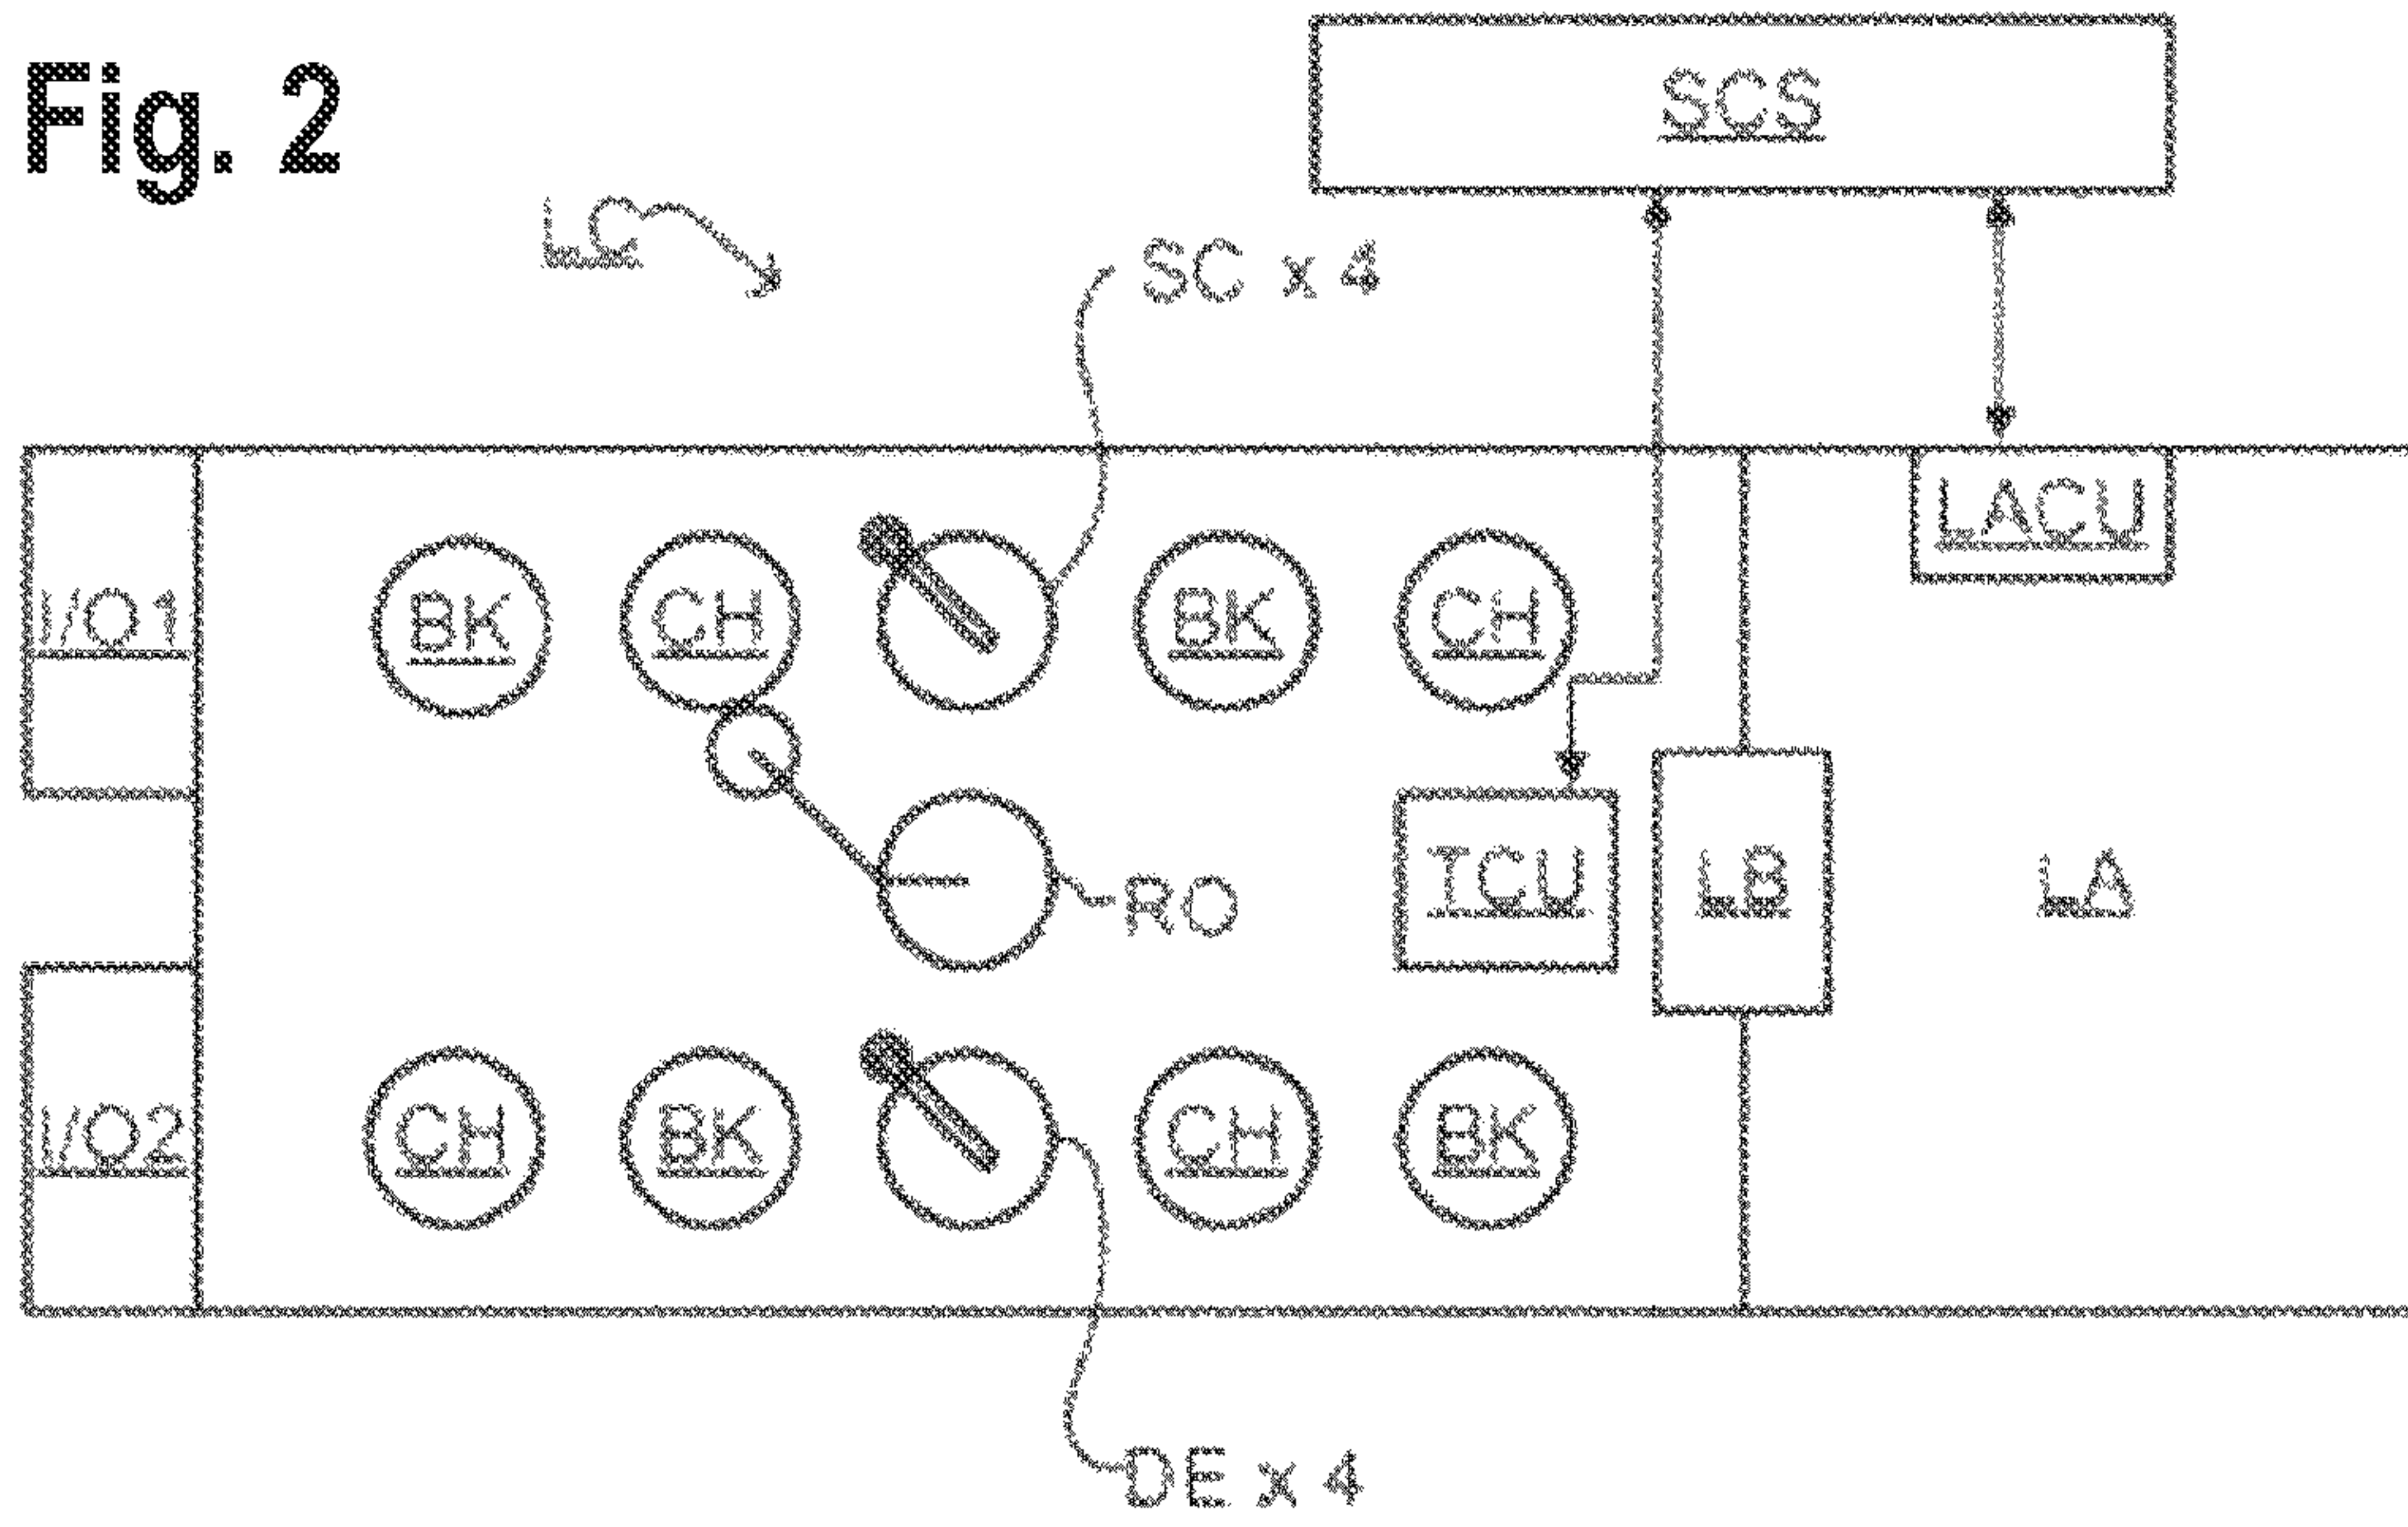 Fig. 2
SCS
LC
SC x 4
LACU
I/O1
BK
CH
BK
CH
RO
TCU
LB
LA
I/O2
CH
BK
CH
BK
DE x 4